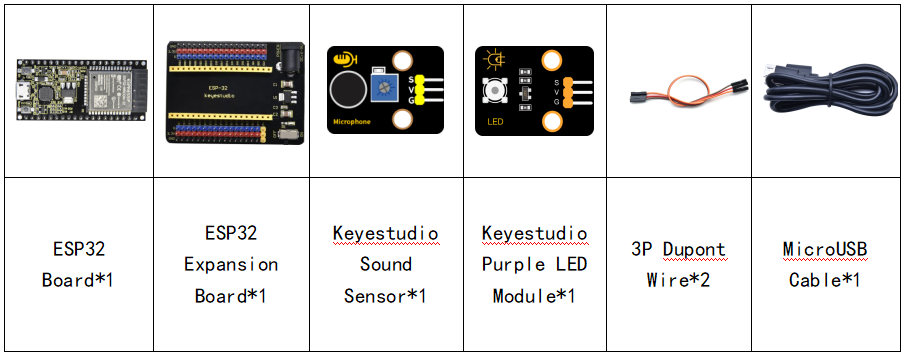 ESP-32
keyestudio
S
V
G
Microphone
S
V
G
LED
ESP32
Board*1
ESP32
Expansion
Board*1
Keyestudio
Sound
Sensor*1
Keyestudio
Purple LED
Module*1
3P Dupont
Wire*2
MicroUSB
Cable*1